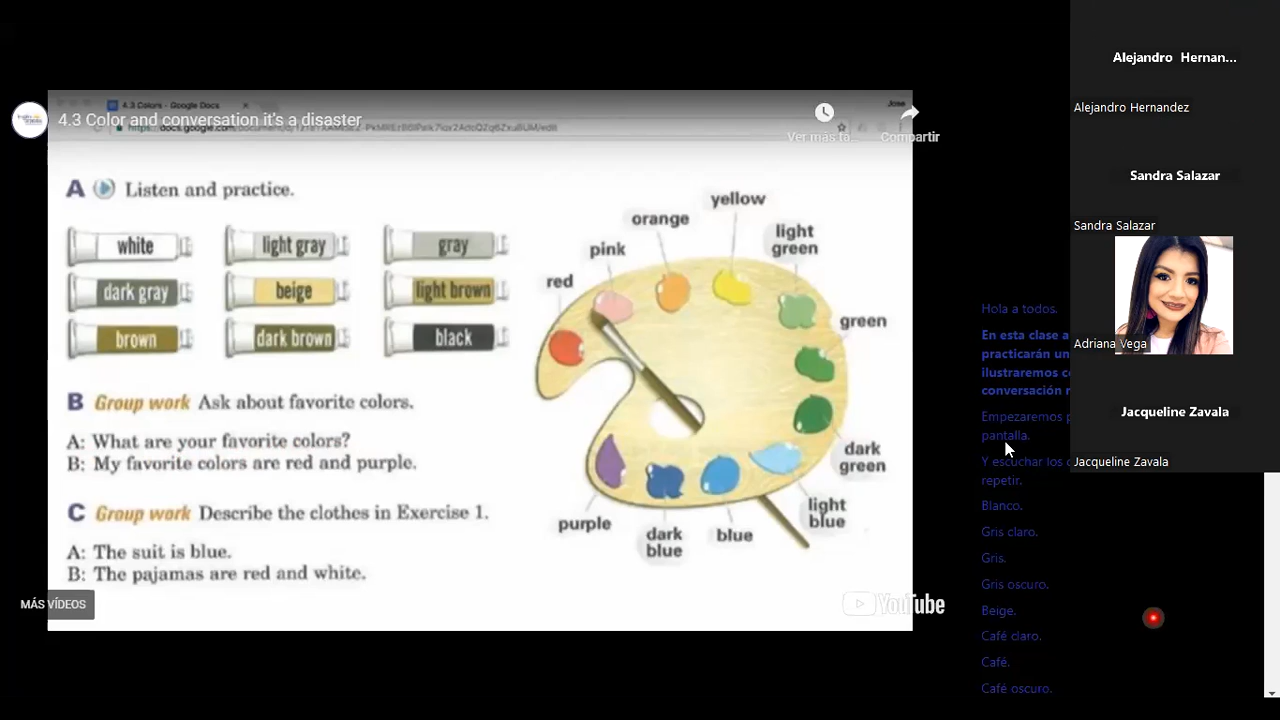 4.3 Colors - Google Docs
4.3 Color and conversation it's a disaster
Ver más ta...
Compartir
A Listen and practice.
white
light gray
gray
dark gray
beige
light brown
brown
dark brown
black
red
pink
orange
yellow
light
green
green
dark
green
light
blue
blue
dark
blue
purple
B Group work Ask about favorite colors.
A: What are your favorite colors?
B: My favorite colors are red and purple.
C Group work Describe the clothes in Exercise 1.
A: The suit is blue.
B: The pajamas are red and white.
MÁS VÍDEOS
YouTube
Hola a todos.
En esta clase a
practicarán un
ilustraremos c
conversación r
Empezaremos p
pantalla.
Y escuchar los c
repetir.
Blanco.
Gris claro.
Gris.
Gris oscuro.
Beige.
Café claro.
Café.
Café oscuro.
Alejandro Hernan...
Alejandro Hernandez
Sandra Salazar
Sandra Salazar
Adriana Vega
Jacqueline Zavala
Jacqueline Zavala